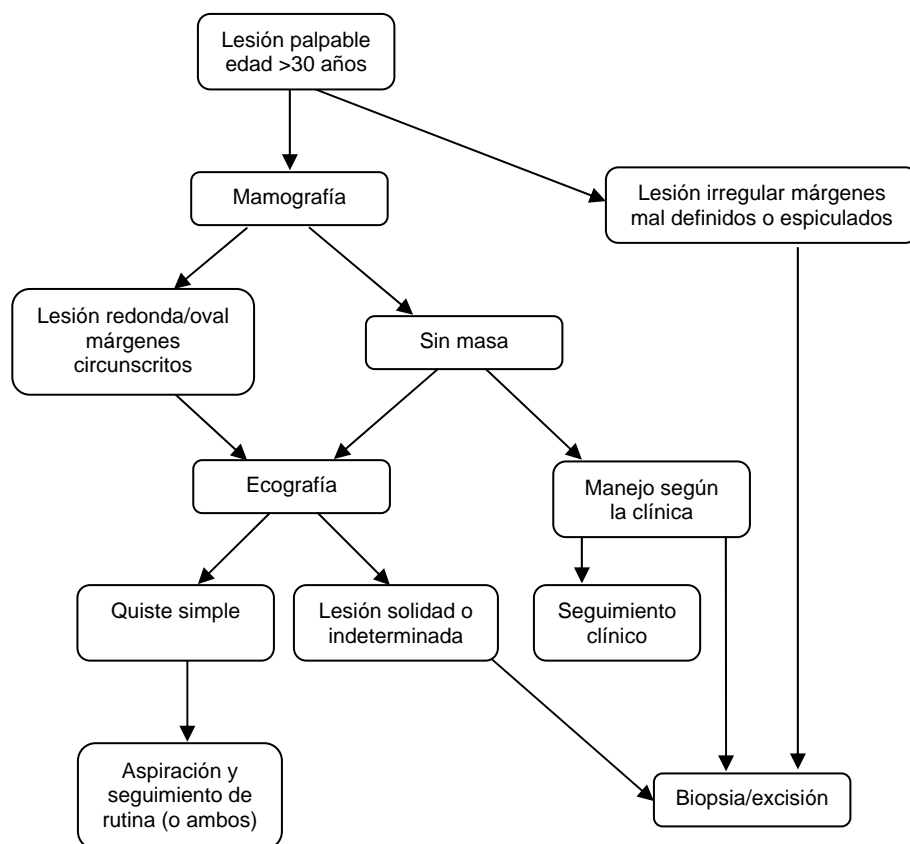 Lesión palpable
edad >30 años
Mamografía
Lesión irregular márgenes
mal definidos o espiculados
Lesión redonda/oval
márgenes
circunscritos
Sin masa
Ecografía
Manejo según
la clínica
Quiste simple
Lesión solidad o
indeterminada
Seguimiento
clínico
Aspiración y
seguimiento de
rutina (o ambos)
Biopsia/excisión